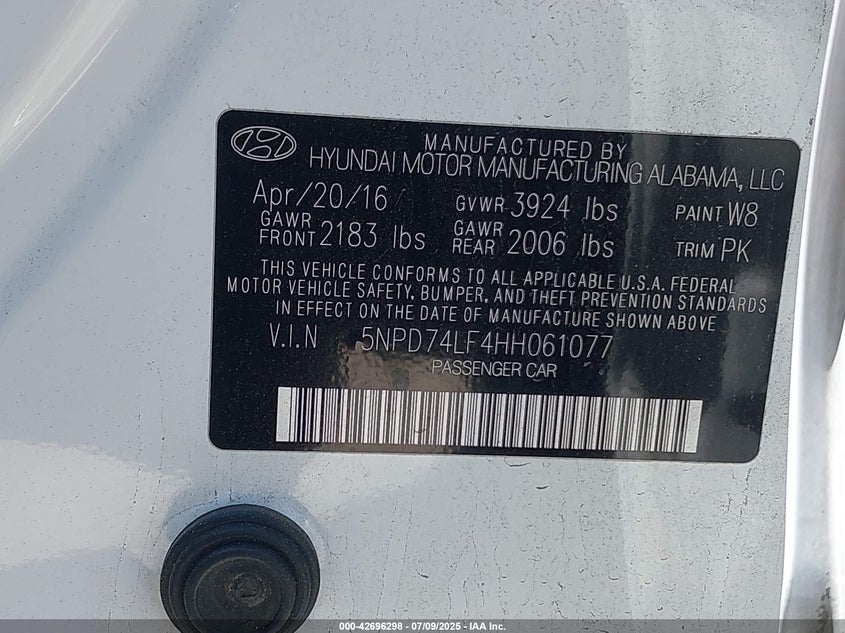 MANUFACTURED BY
HYUNDAI MOTOR MANUFACTURING ALABAMA, LLC
Apr/20/16 GVWR 3924 lbs PAINT W8
GAWR FRONT 2183 lbs GAWR REAR 2006 lbs TRIM PK
THIS VEHICLE CONFORMS TO ALL APPLICABLE U.S.A. FEDERAL
MOTOR VEHICLE SAFETY, BUMPER, AND THEFT PREVENTION STANDARDS
IN EFFECT ON THE DATE OF MANUFACTURE SHOWN ABOVE
V.I.N 5NPD74LF4HH061077
PASSENGER CAR
000-42696298 - 07/09/2025 - IAA Inc.